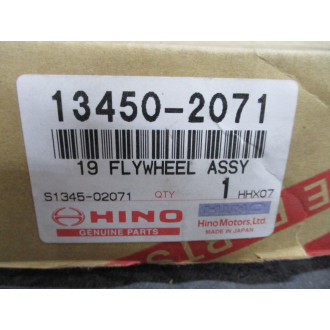 13450-2071
19 FLYWHEEL ASSY
S1345-02071 QTY 1 HHX07
HINO HINO
GENUINE PARTS Hino Motors,Ltd.
MADE IN JAPAN